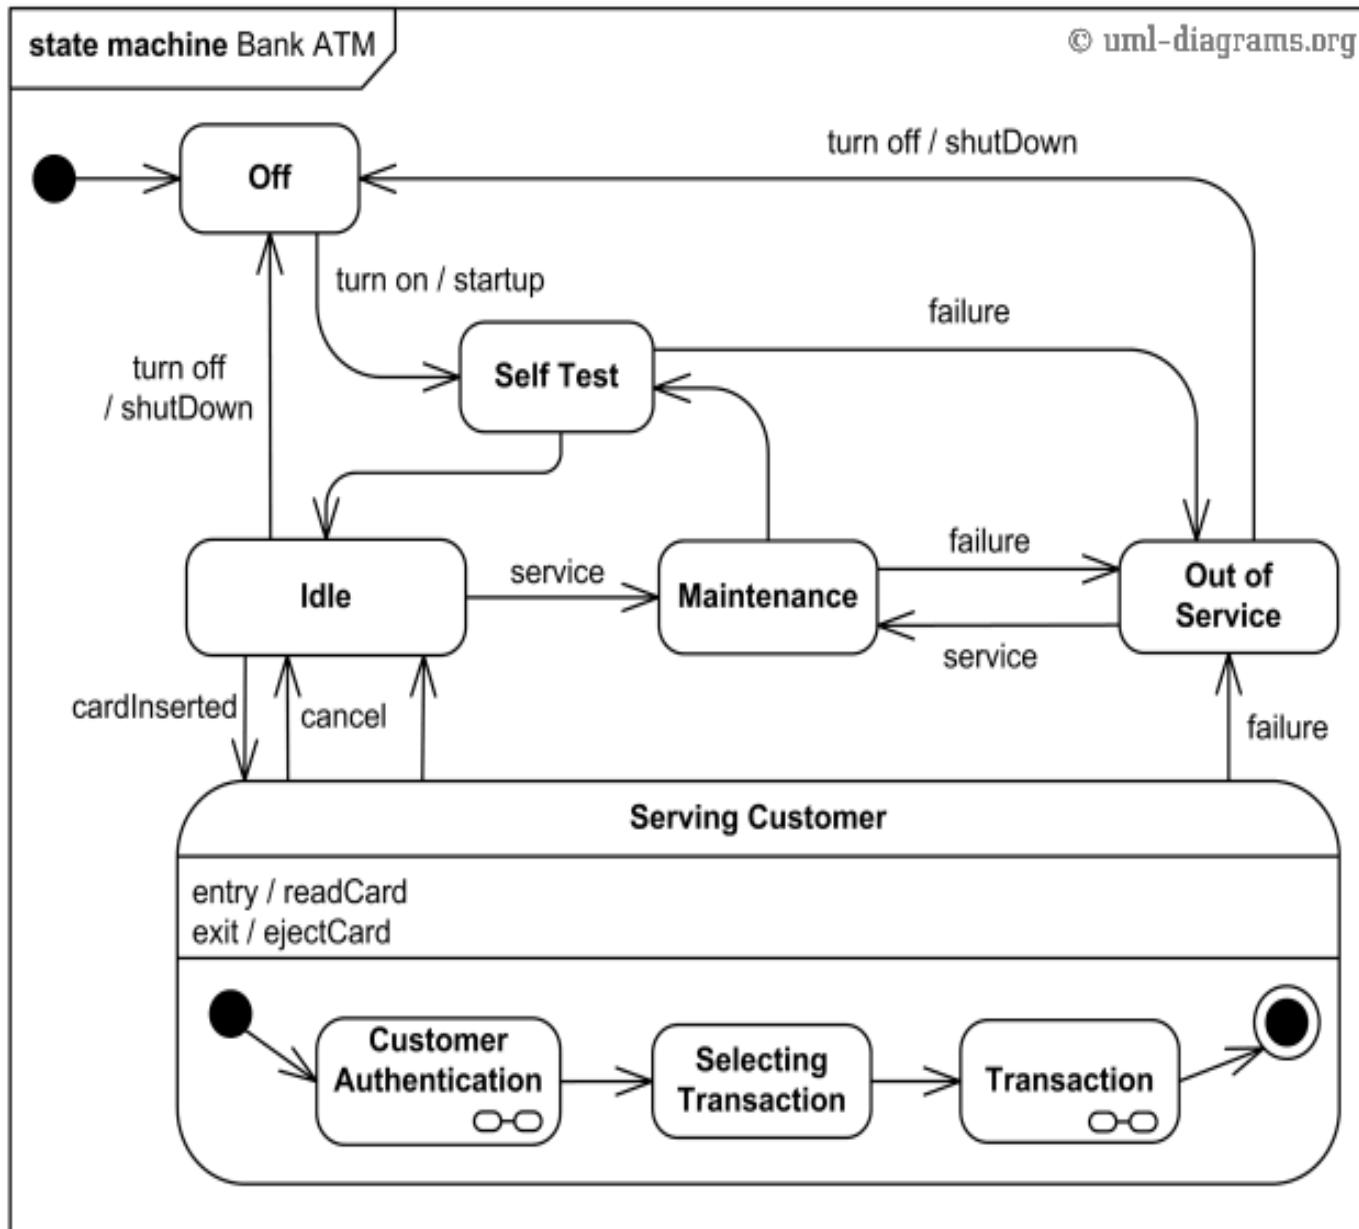 state machine Bank ATM
© uml-diagrams.org
turn off / shutDown
Off
turn on / startup
failure
turn off
/ shutDown
Self Test
Idle
service
Maintenance
failure
service
Out of
Service
cardInserted
cancel
failure
Serving Customer
entry / readCard
exit / ejectCard
Customer
Authentication
Selecting
Transaction
Transaction